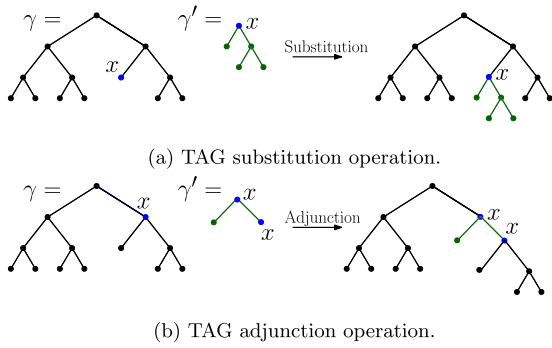 γ = γ′ = x
x
Substitution
x
(a) TAG substitution operation.
γ = x γ′ = x
x
Adjunction
x
x
(b) TAG adjunction operation.